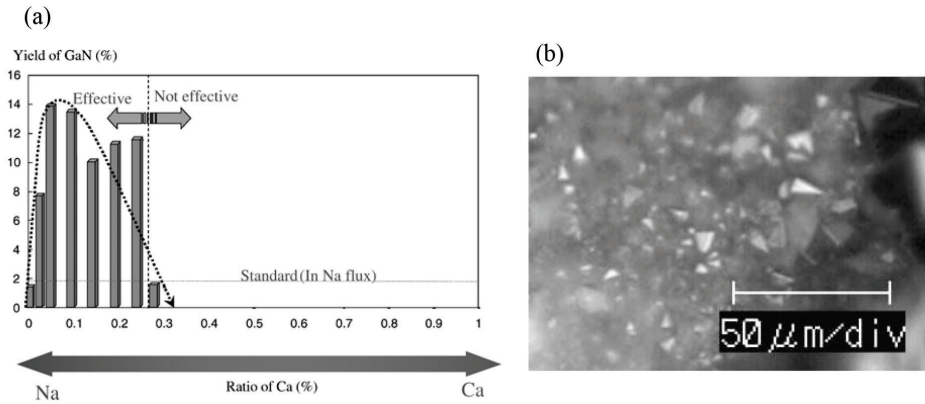 (a)
Yield of GaN (%)
16
14
12
10
8
6
4
2
0
Effective
Not effective
Standard (In Na flux)
0 0.1 0.2 0.3 0.4 0.5 0.6 0.7 0.8 0.9 1
Na
Ratio of Ca (%)
Ca
(b)
50μm/div